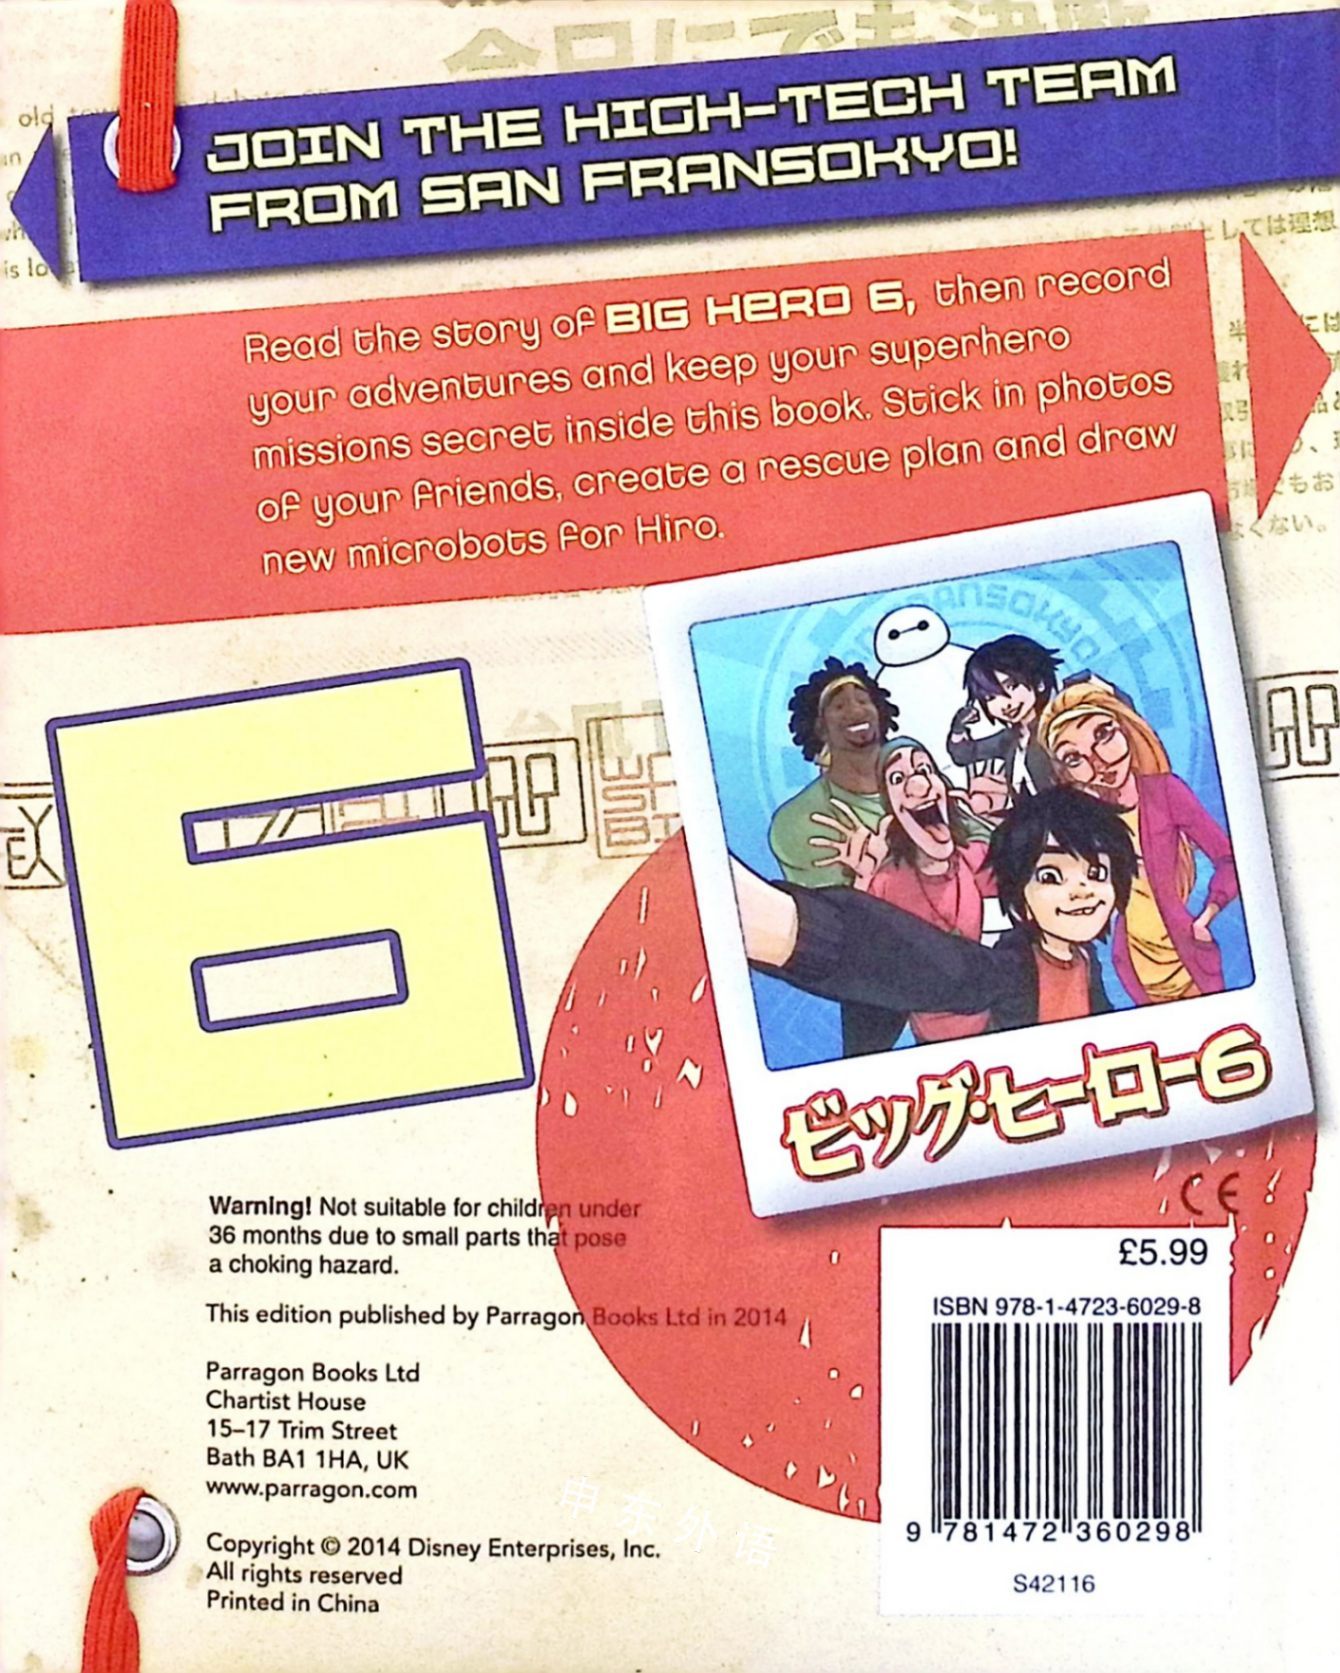 JOIN THE HIGH-TECH TEAM
FROM SAN FRANSOKYO!
Read the story of BIG HERO 6, then record
your adventures and keep your superhero
missions secret inside this book. Stick in photos
of your friends, create a rescue plan and draw
new microbots for Hiro.
ビッグ・ヒーロー6
Warning! Not suitable for children under
36 months due to small parts that pose
a choking hazard.
This edition published by Parragon Books Ltd in 2014
Parragon Books Ltd
Chartist House
15–17 Trim Street
Bath BA1 1HA, UK
www.parragon.com
Copyright © 2014 Disney Enterprises, Inc.
All rights reserved
Printed in China
CE
£5.99
ISBN 978-1-4723-6029-8
9 781472 360298
S42116
6
申东外语